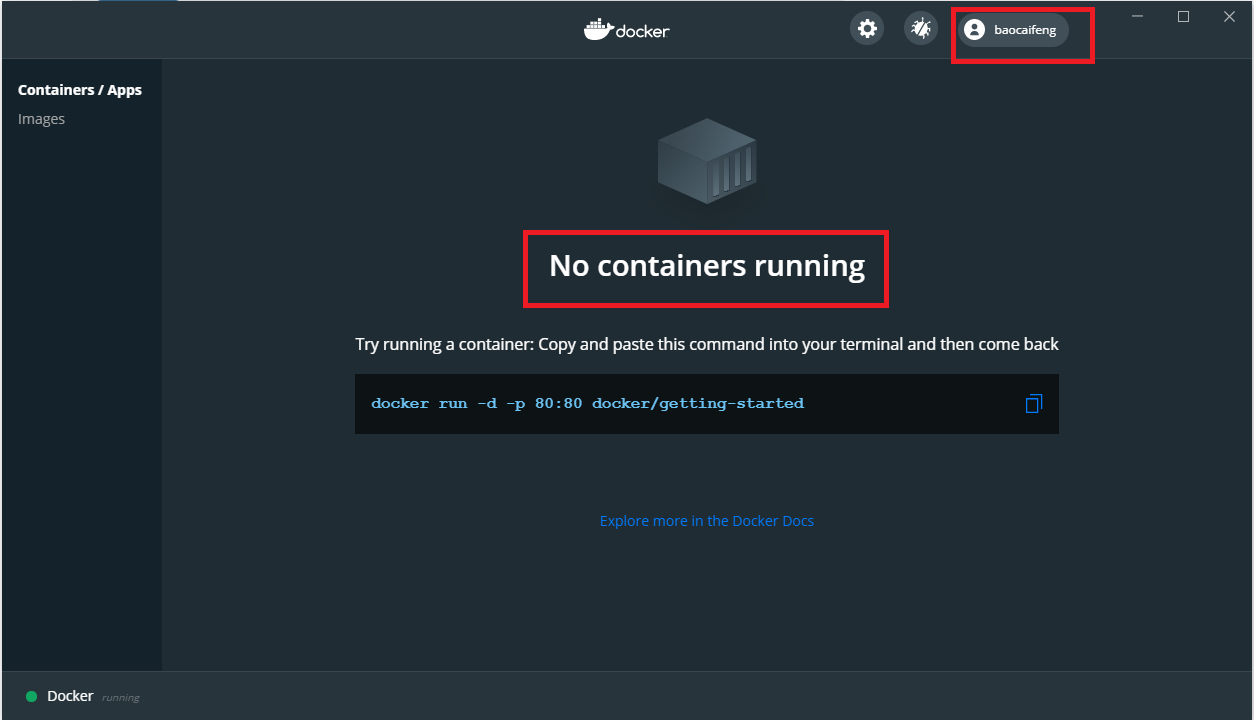 docker
baocaifeng
Containers / Apps
Images
No containers running
Try running a container: Copy and paste this command into your terminal and then come back
docker run -d -p 80:80 docker/getting-started
Explore more in the Docker Docs
Docker running